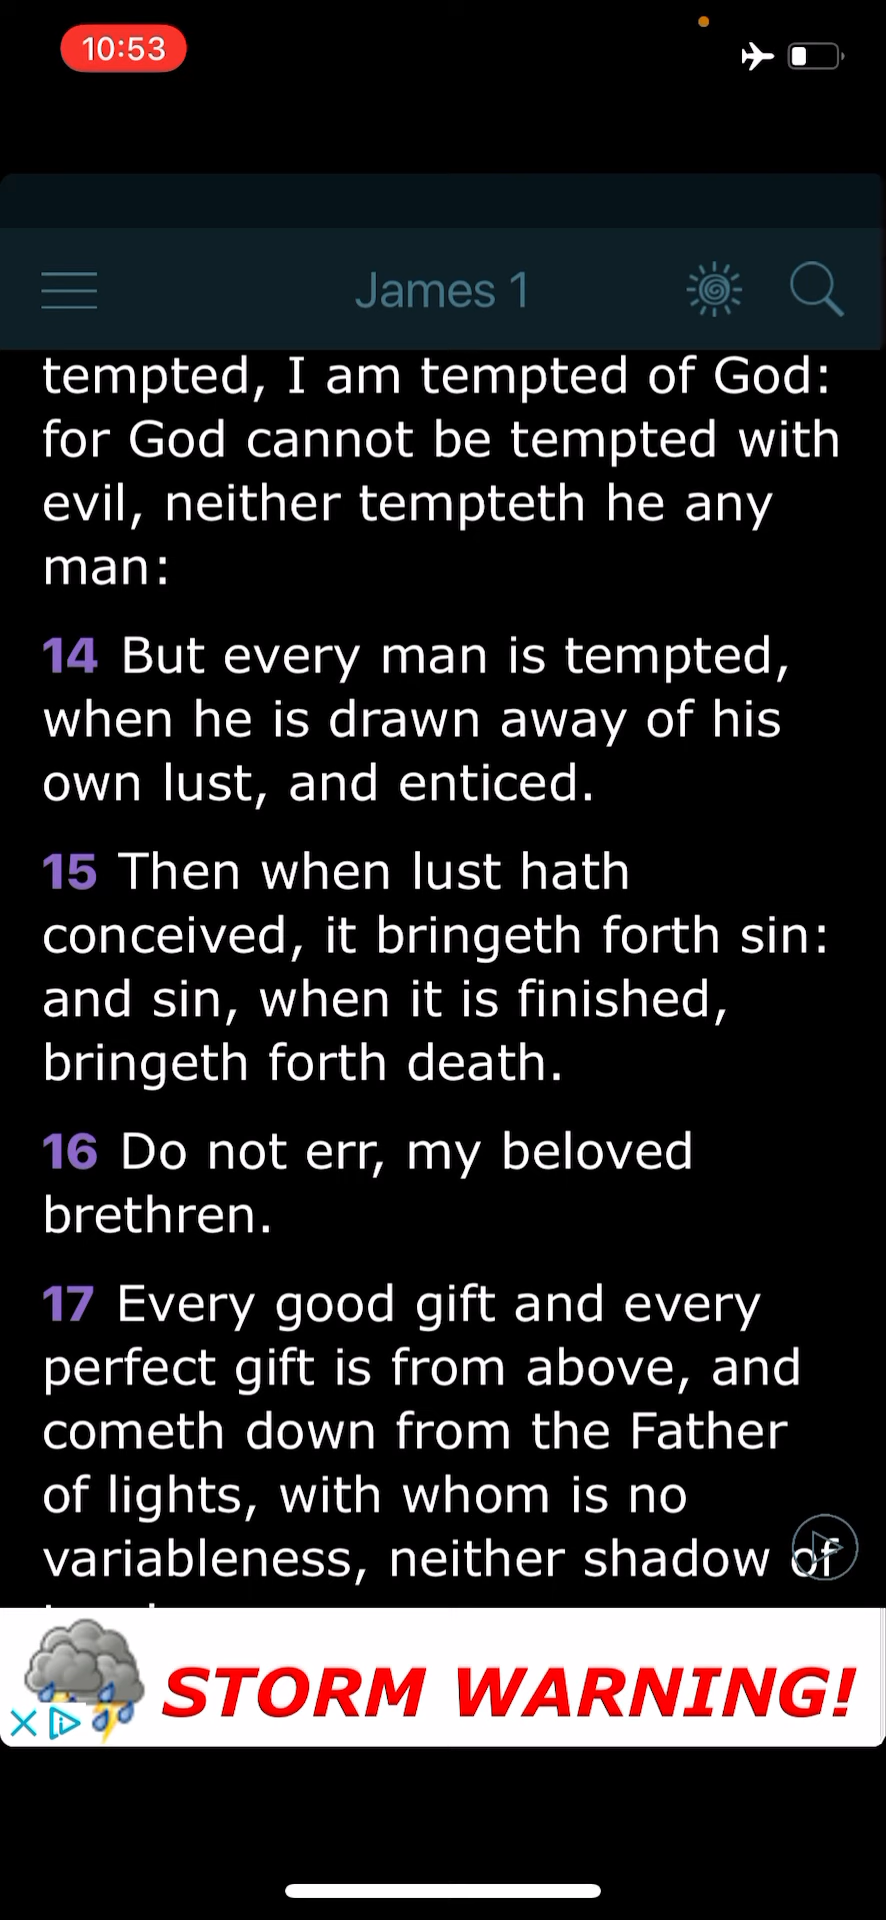 10:53
James 1
tempted, I am tempted of God:
for God cannot be tempted with
evil, neither tempteth he any
man:
14 But every man is tempted,
when he is drawn away of his
own lust, and enticed.
15 Then when lust hath
conceived, it bringeth forth sin:
and sin, when it is finished,
bringeth forth death.
16 Do not err, my beloved
brethren.
17 Every good gift and every
perfect gift is from above, and
cometh down from the Father
of lights, with whom is no
variableness, neither shadow of
STORM WARNING!